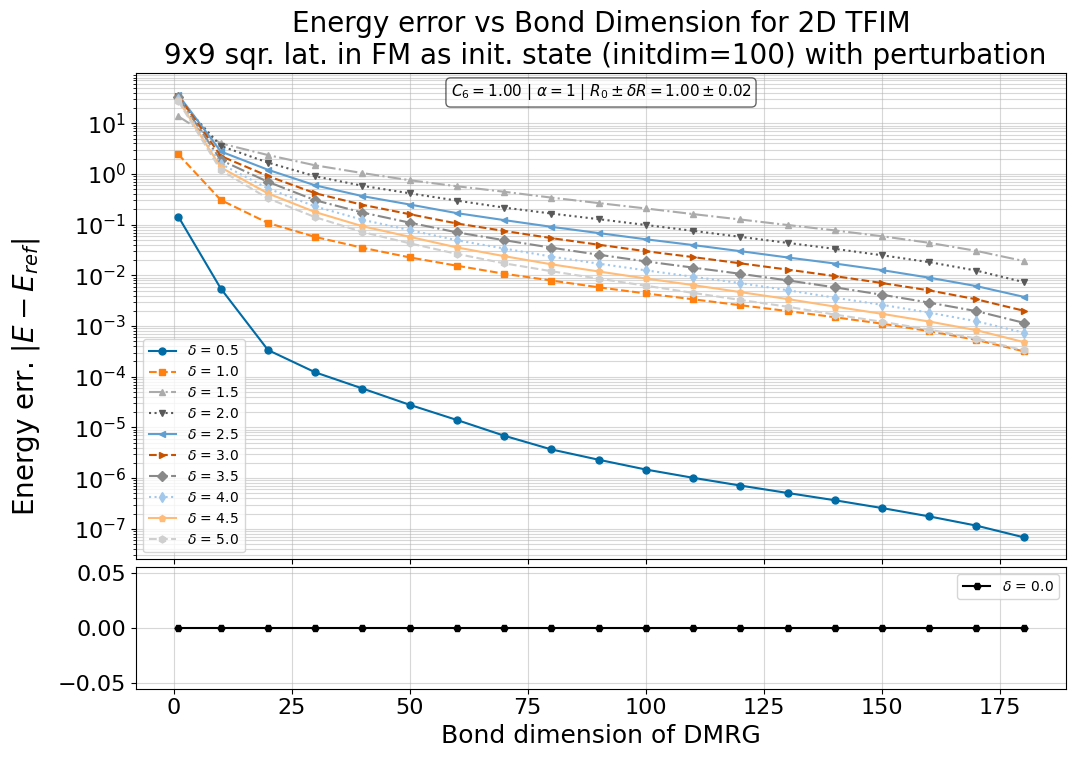 Energy error vs Bond Dimension for 2D TFIM
9x9 sqr. lat. in FM as init. state (initdim=100) with perturbation
C₆ = 1.00 | α = 1 | R₀ ± δR = 1.00 ± 0.02
Energy err. |E − E_ref|
10¹
10⁰
10⁻¹
10⁻²
10⁻³
10⁻⁴
10⁻⁵
10⁻⁶
10⁻⁷
δ = 0.5
δ = 1.0
δ = 1.5
δ = 2.0
δ = 2.5
δ = 3.0
δ = 3.5
δ = 4.0
δ = 4.5
δ = 5.0
0.05
0.00
−0.05
δ = 0.0
0 25 50 75 100 125 150 175
Bond dimension of DMRG